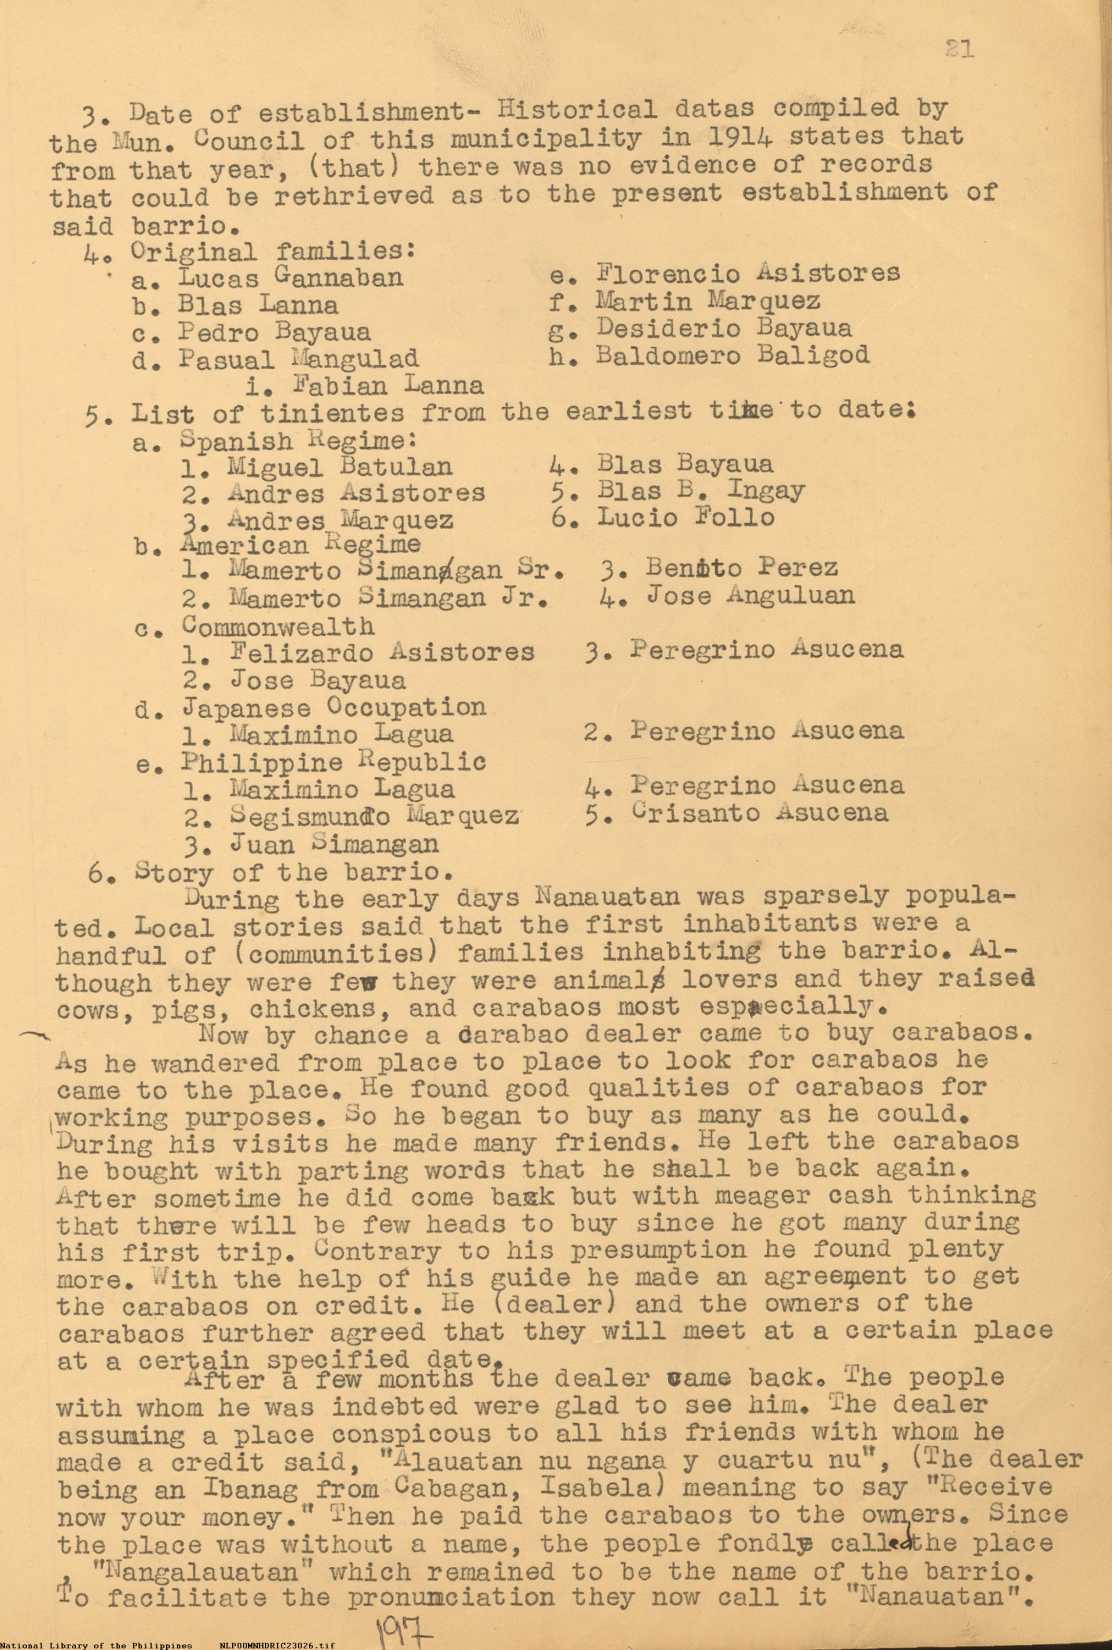 21
3. Date of establishment- Historical datas compiled by
the Mun. Council of this municipality in 1914 states that
from that year, (that) there was no evidence of records
that could be rethrieved as to the present establishment of
said barrio.
4. Original families:
a. Lucas Gannaban e. Florencio Asistores
b. Blas Lanna f. Martin Marquez
c. Pedro Bayaua g. Desiderio Bayaua
d. Pasual Mangulad h. Baldomero Baligod
i. Fabian Lanna
5. List of tinientes from the earliest time to date:
a. Spanish Regime:
1. Miguel Batulan 4. Blas Bayaua
2. Andres Asistores 5. Blas B. Ingay
3. Andres Marquez 6. Lucio Follo
b. American Regime
1. Mamerto Simangan Sr. 3. Benito Perez
2. Mamerto Simangan Jr. 4. Jose Anguluan
c. Commonwealth
1. Felizardo Asistores 3. Peregrino Asucena
2. Jose Bayaua
d. Japanese Occupation
1. Maximino Lagua 2. Peregrino Asucena
e. Philippine Republic
1. Maximino Lagua 4. Peregrino Asucena
2. Segismundo Marquez 5. Crisanto Asucena
3. Juan Simangan
6. Story of the barrio.
During the early days Nanauatan was sparsely popula-
ted. Local stories said that the first inhabitants were a
handful of (communities) families inhabiting the barrio. Al-
though they were few they were animal lovers and they raised
cows, pigs, chickens, and carabaos most especially.
Now by chance a carabao dealer came to buy carabaos.
As he wandered from place to place to look for carabaos he
came to the place. He found good qualities of carabaos for
working purposes. So he began to buy as many as he could.
During his visits he made many friends. He left the carabaos
he bought with parting words that he shall be back again.
After sometime he did come back but with meager cash thinking
that there will be few heads to buy since he got many during
his first trip. Contrary to his presumption he found plenty
more. With the help of his guide he made an agreement to get
the carabaos on credit. He (dealer) and the owners of the
carabaos further agreed that they will meet at a certain place
at a certain specified date.
After a few months the dealer came back. The people
with whom he was indebted were glad to see him. The dealer
assuming a place conspicous to all his friends with whom he
made a credit said, "Alauatan nu ngana y cuartu nu", (The dealer
being an Ibanag from Cabagan, Isabela) meaning to say "Receive
now your money." Then he paid the carabaos to the owners. Since
the place was without a name, the people fondly called the place
, "Nangalauatan" which remained to be the name of the barrio.
To facilitate the pronunciation they now call it "Nanauatan".
197
National Library of the Philippines NLPOOMNHDRIC23026.tif